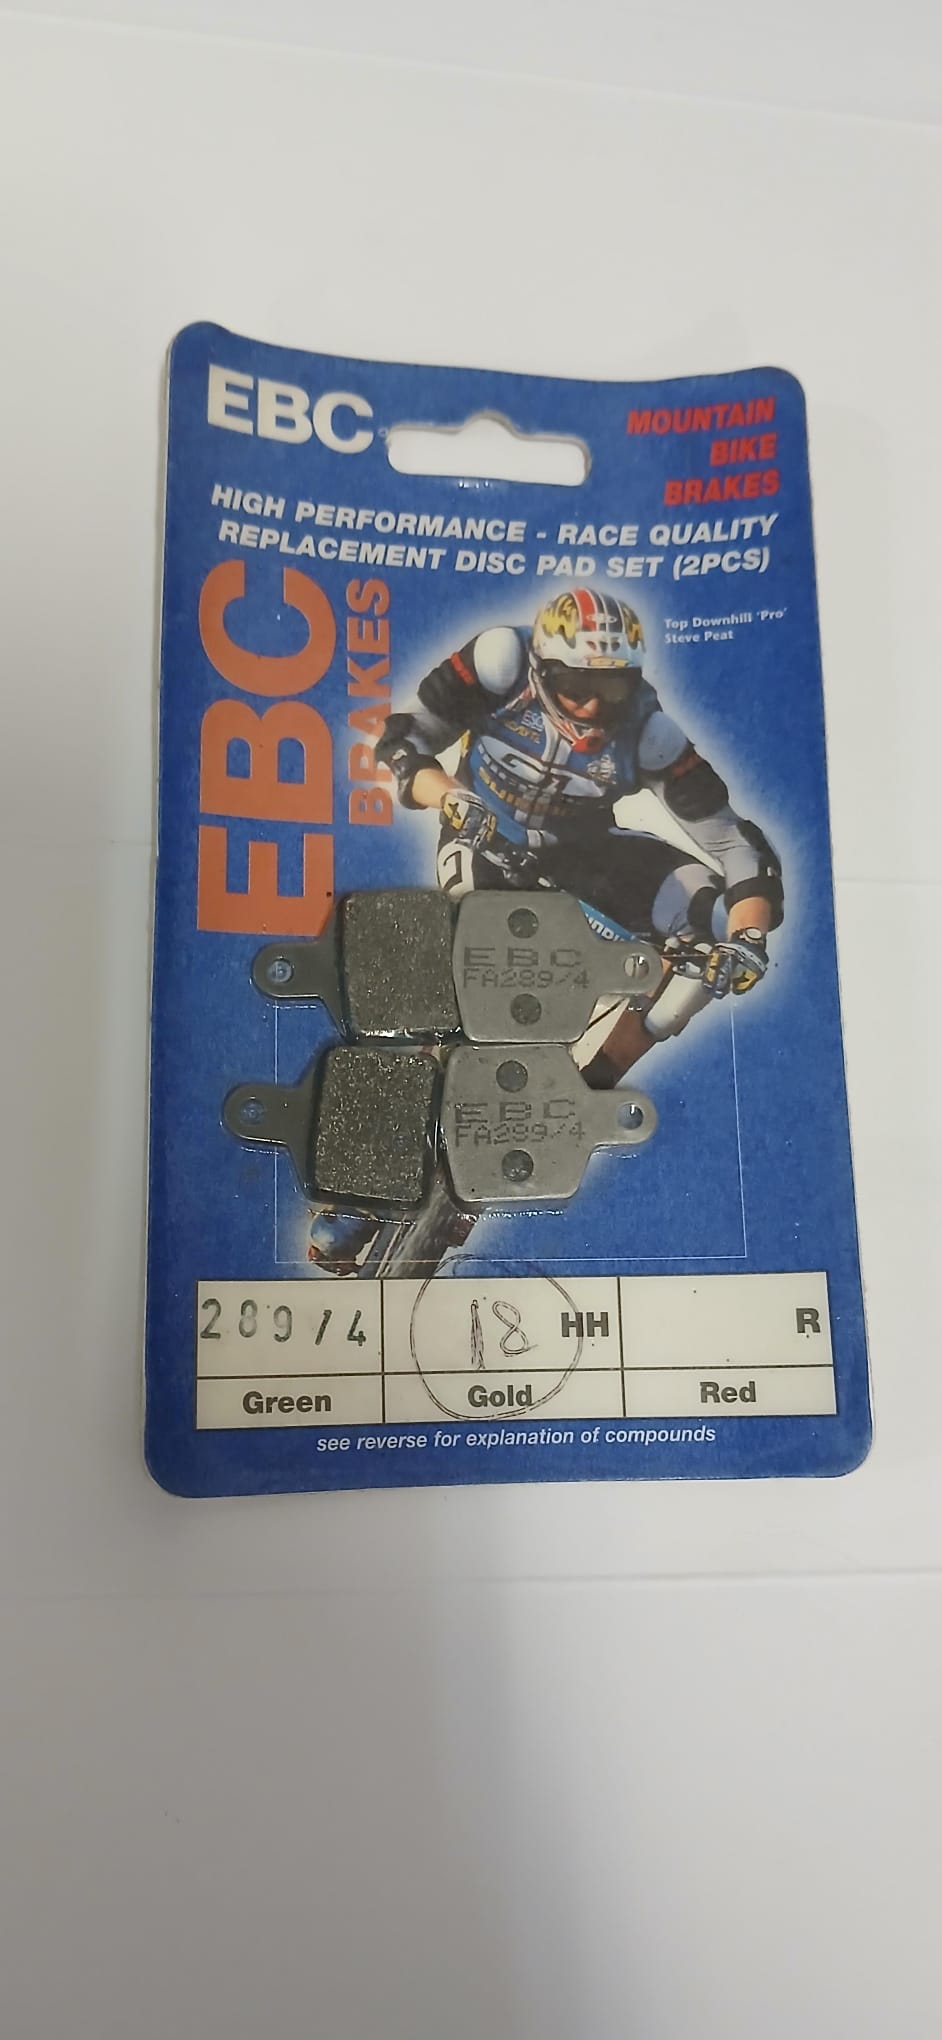 EBC
MOUNTAIN
BIKE
BRAKES
HIGH PERFORMANCE - RACE QUALITY
REPLACEMENT DISC PAD SET (2PCS)
EBC
BRAKES
Top Downhill 'Pro'
Steve Peat
EBC
FA289/4
EBC
FA289/4
289/4
18 HH
R
Green
Gold
Red
see reverse for explanation of compounds